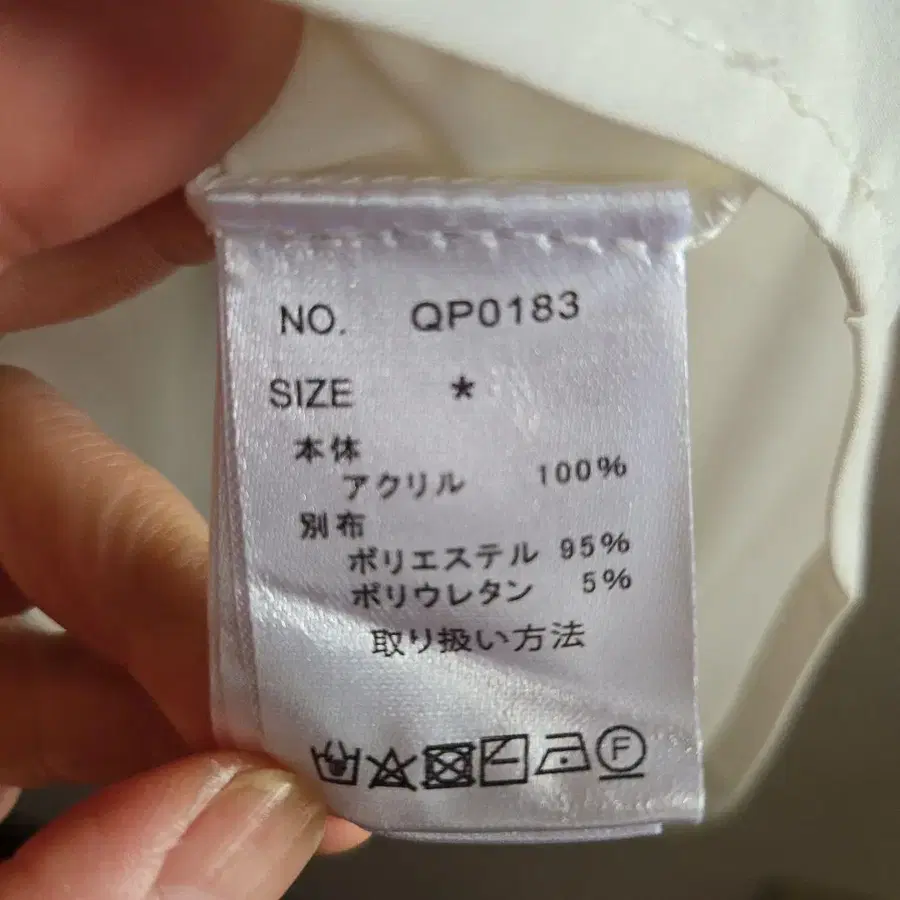 NO. QP0183
SIZE *
本体
アクリル 100%
別布
ポリエステル 95%
ポリウレタン 5%
取り扱い方法
F